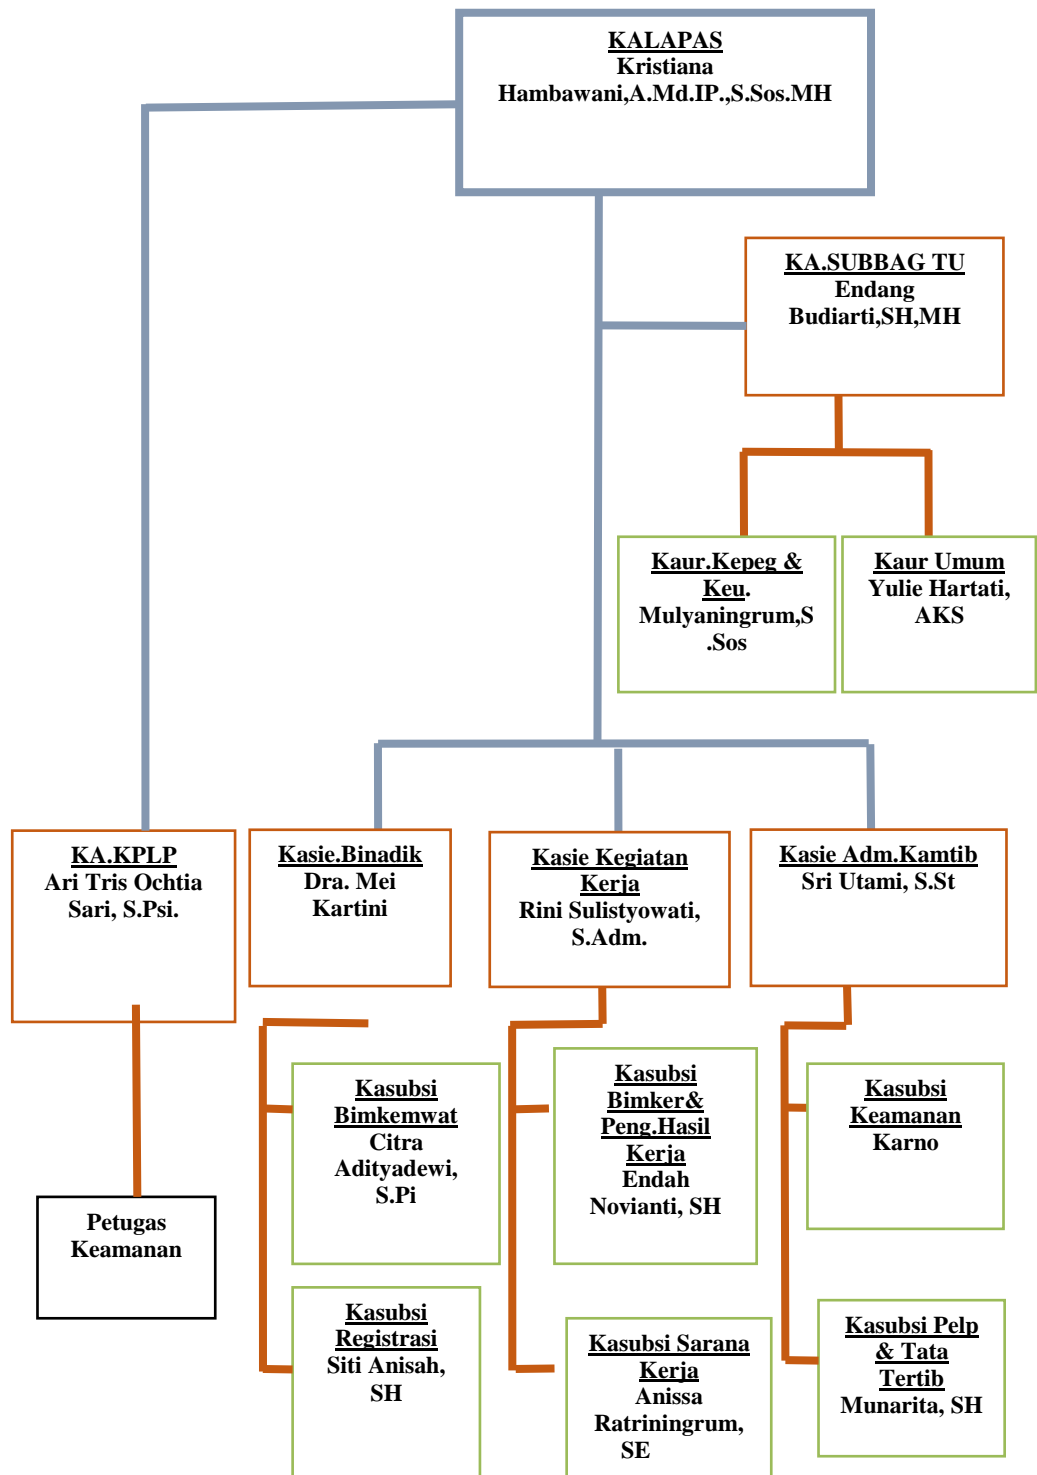 KALAPAS
Kristiana
Hambawani,A.Md.IP.,S.Sos.MH
KA.SUBBAG TU
Endang
Budiarti,SH,MH
Kaur.Kepeg &
Keu.
Mulyaningrum,S
.Sos
Kaur Umum
Yulie Hartati,
AKS
KA.KPLP
Ari Tris Ochtia
Sari, S.Psi.
Kasie.Binadik
Dra. Mei
Kartini
Kasie Kegiatan
Kerja
Rini Sulistyowati,
S.Adm.
Kasie Adm.Kamtib
Sri Utami, S.St
Petugas
Keamanan
Kasubsi
Bimkemwat
Citra
Adityadewi,
S.Pi
Kasubsi
Registrasi
Siti Anisah,
SH
Kasubsi
Bimker&
Peng.Hasil
Kerja
Endah
Novianti, SH
Kasubsi Sarana
Kerja
Anissa
Ratriningrum,
SE
Kasubsi
Keamanan
Karno
Kasubsi Pelp
& Tata
Tertib
Munarita, SH